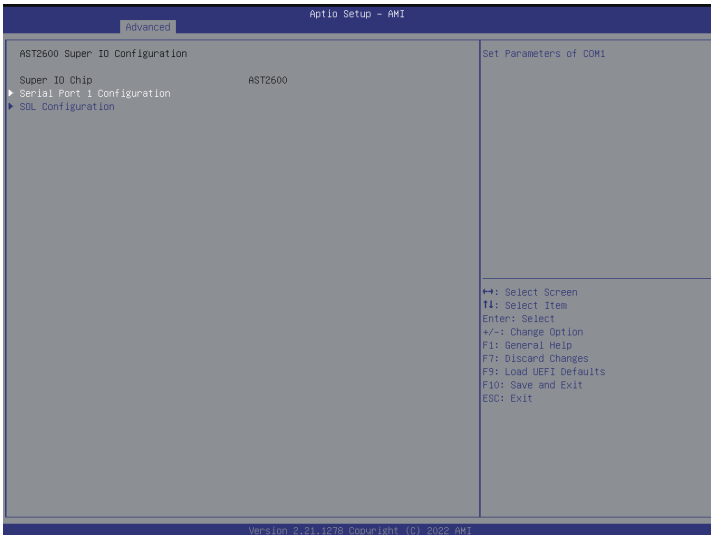 Aptio Setup - AMI
Advanced
AST2600 Super IO Configuration
Super IO Chip AST2600
Serial Port 1 Configuration
SOL Configuration
Set Parameters of COM1
↔: Select Screen
↑↓: Select Item
Enter: Select
+/-: Change Option
F1: General Help
F7: Discard Changes
F9: Load UEFI Defaults
F10: Save and Exit
ESC: Exit
Version 2.21.1278 Copyright (C) 2022 AMI